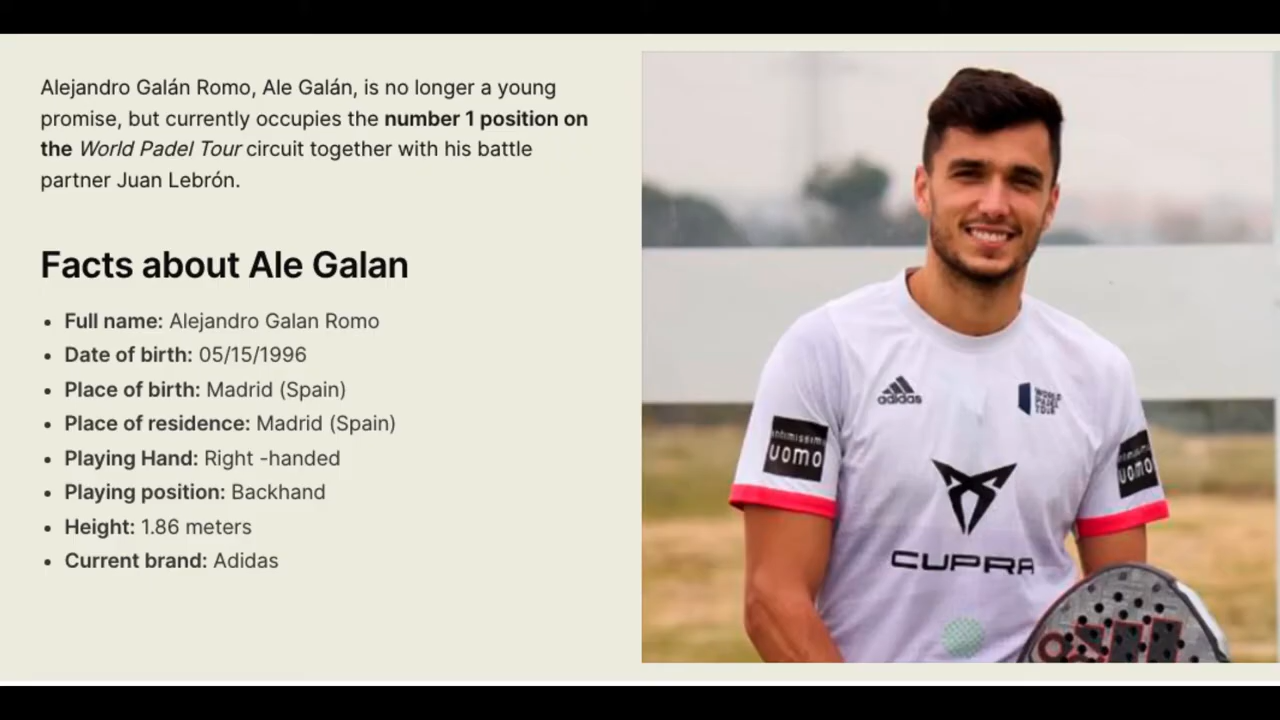 Alejandro Galán Romo, Ale Galán, is no longer a young
promise, but currently occupies the number 1 position on
the World Padel Tour circuit together with his battle
partner Juan Lebrón.
Facts about Ale Galan
• Full name: Alejandro Galan Romo
• Date of birth: 05/15/1996
• Place of birth: Madrid (Spain)
• Place of residence: Madrid (Spain)
• Playing Hand: Right -handed
• Playing position: Backhand
• Height: 1.86 meters
• Current brand: Adidas
adidas
WORLD
PADEL
TOUR
intimissimi
uomo
intimissimi
uomo
CUPRA